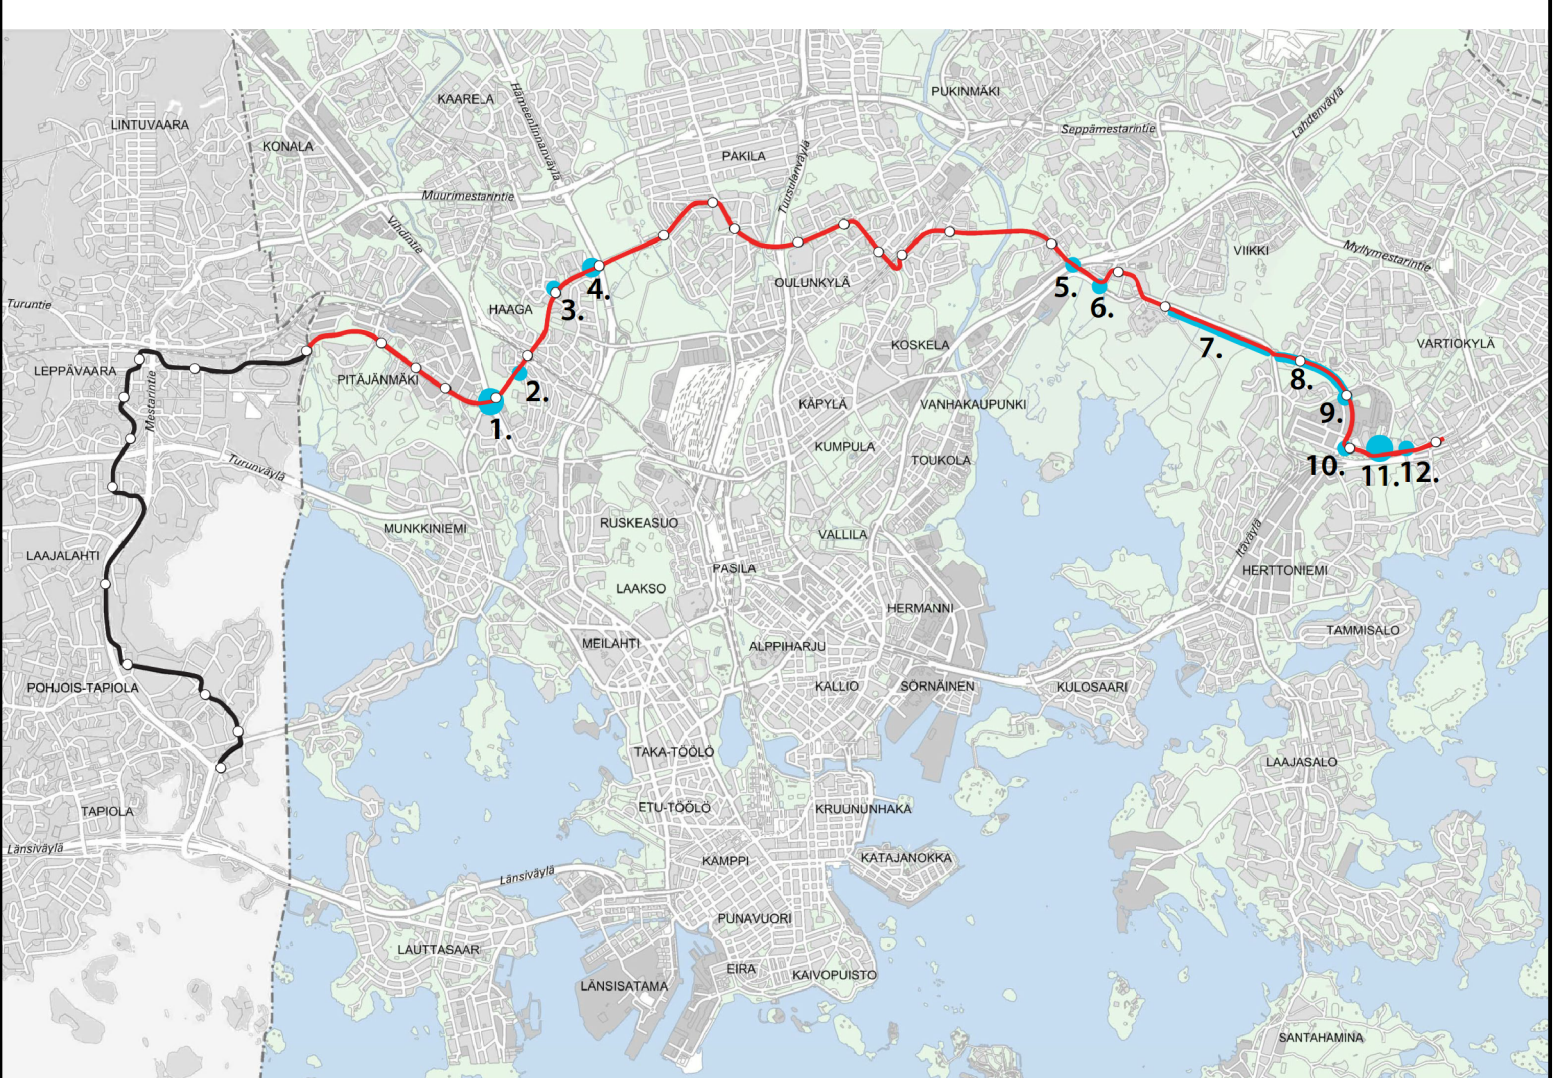 KAARELA
PUKINMÄKI
Hämeenlinnanväylä
Lahdenväylä
LINTUVAARA
Seppämestarintie
KONALA
PAKILA
Tuusulanväylä
Muurimestarintie
Vihdintie
VIIKKI
Myllymestarintie
4.
5.
OULUNKYLÄ
Turuntie
HAAGA
3.
6.
7.
KOSKELA
VARTIOKYLÄ
LEPPÄVAARA
PITÄJÄNMÄKI
8.
Mestarintie
2.
KÄPYLÄ
VANHAKAUPUNKI
9.
1.
KUMPULA
TOUKOLA
Turunväylä
10.
11.
12.
MUNKKINIEMI
RUSKEASUO
VALLILA
Itäväylä
LAAJALAHTI
PASILA
HERTTONIEMI
LAAKSO
HERMANNI
TAMMISALO
MEILAHTI
ALPPIHARJU
POHJOIS-TAPIOLA
KALLIO
SÖRNÄINEN
KULOSAARI
TAKA-TÖÖLÖ
LAAJASALO
TAPIOLA
ETU-TÖÖLÖ
KRUUNUNHAKA
Länsiväylä
KAMPPI
KATAJANOKKA
Länsiväylä
PUNAVUORI
LAUTTASAAR
EIRA
KAIVOPUISTO
LÄNSISATAMA
SANTAHAMINA